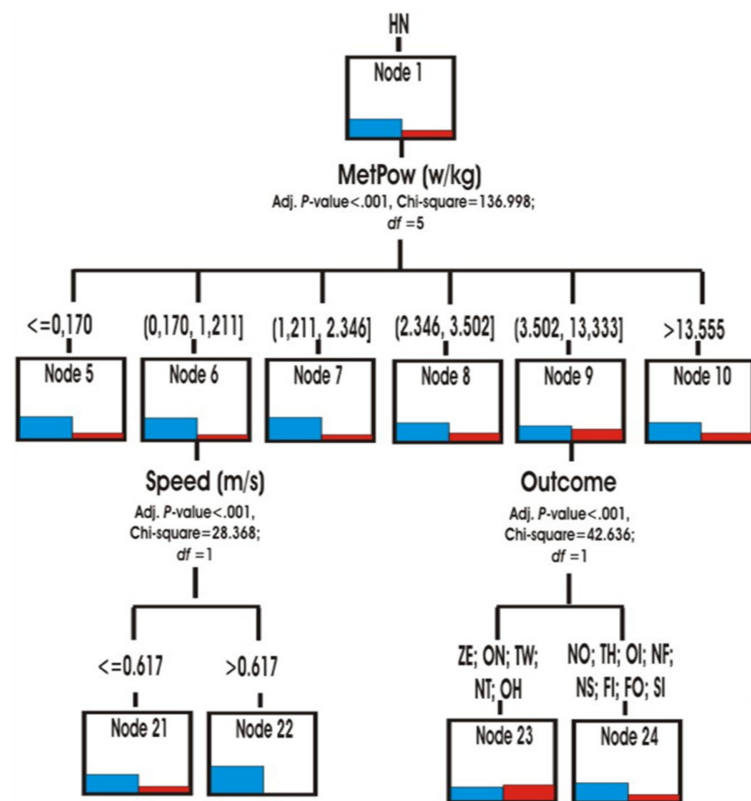 HN
Node 1
MetPow (w/kg)
Adj. P-value<.001, Chi-square=136.998;
df =5
<=0,170
(0,170, 1,211]
(1,211, 2.346]
(2.346, 3.502]
(3.502, 13,333]
>13.555
Node 5
Node 6
Node 7
Node 8
Node 9
Node 10
Speed (m/s)
Adj. P-value<.001,
Chi-square=28.368;
df =1
Outcome
Adj. P-value<.001,
Chi-square=42.636;
df =1
<=0.617
>0.617
ZE; ON; TW;
NT; OH
NO; TH; OI; NF;
NS; FI; FO; SI
Node 21
Node 22
Node 23
Node 24